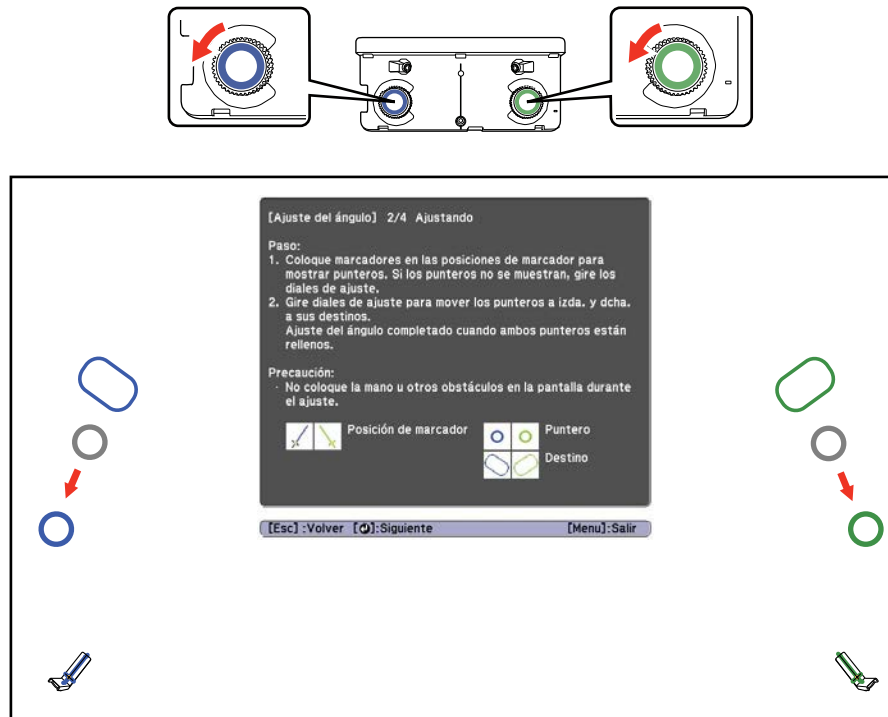 [Ajuste del ángulo] 2/4 Ajustando
Paso:
1. Coloque marcadores en las posiciones de marcador para
mostrar punteros. Si los punteros no se muestran, gire los
diales de ajuste.
2. Gire diales de ajuste para mover los punteros a izda. y dcha.
a sus destinos.
Ajuste del ángulo completado cuando ambos punteros están
rellenos.
Precaución:
· No coloque la mano u otros obstáculos en la pantalla durante
el ajuste.
Posición de marcador
Puntero
Destino
[Esc] :Volver [⏎]:Siguiente [Menu]:Salir